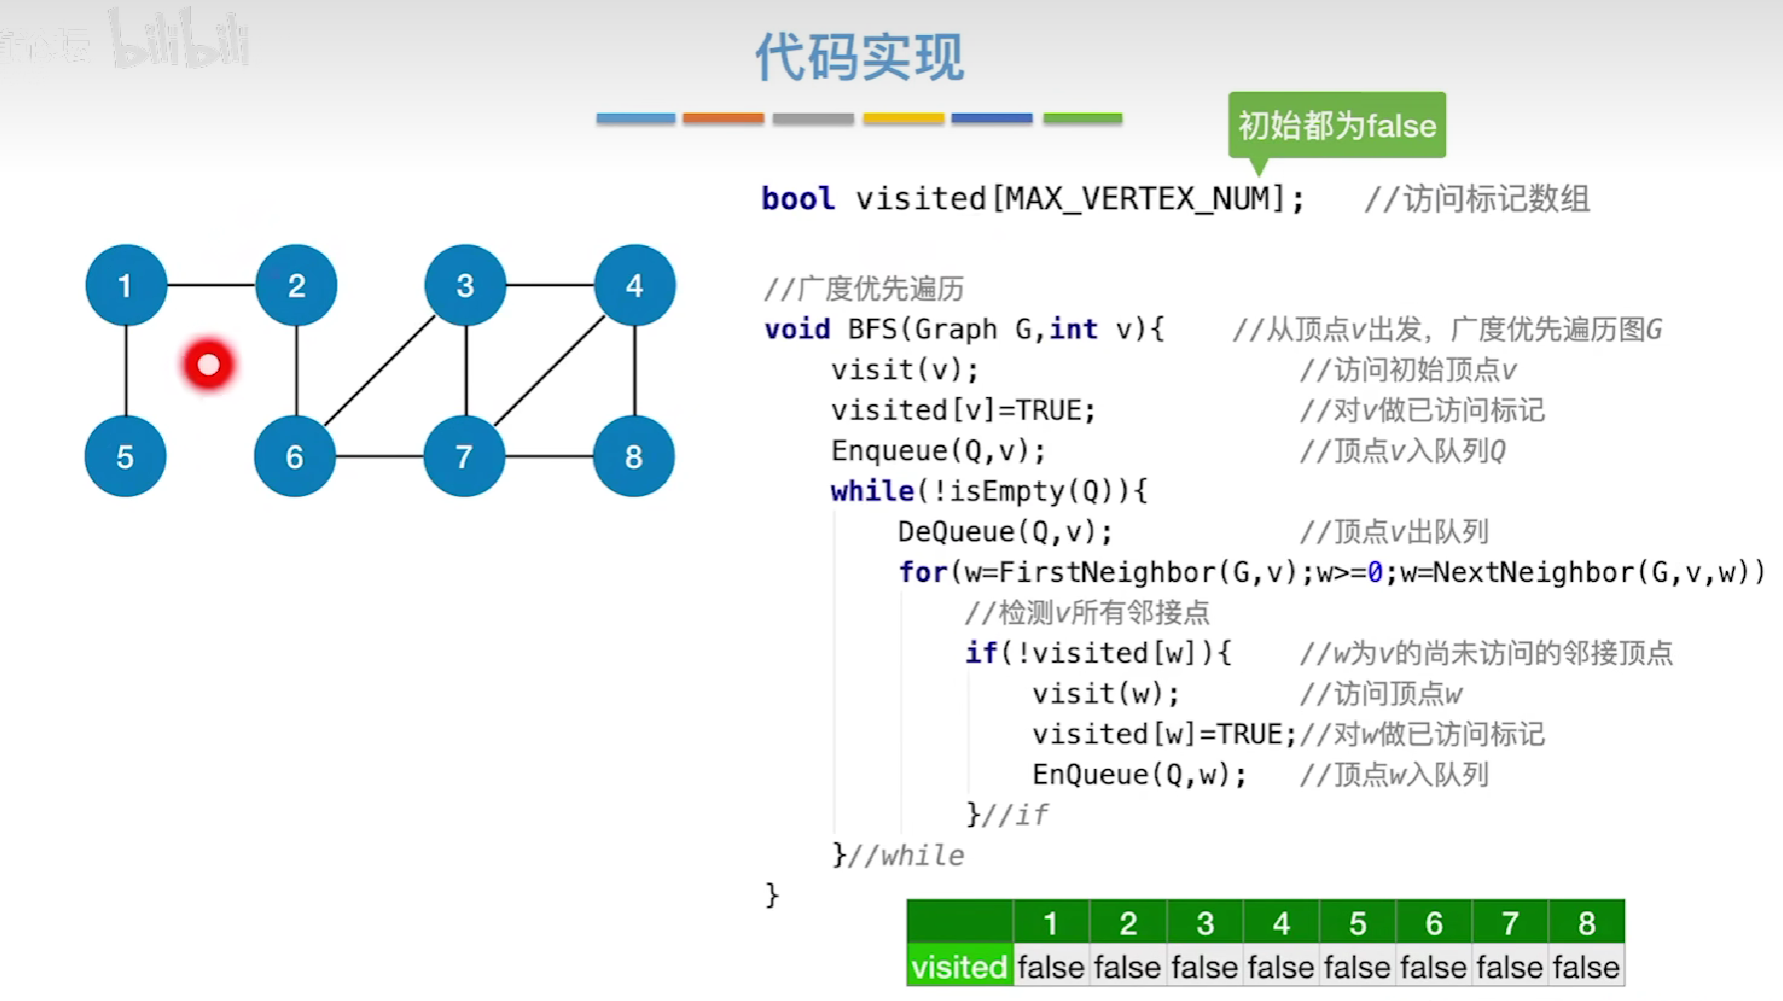 bilibili
代码实现
初始都为false
bool visited[MAX_VERTEX_NUM];   //访问标记数组
1 2 3 4
5 6 7 8
//广度优先遍历
void BFS(Graph G,int v){    //从顶点v出发，广度优先遍历图G
    visit(v);    //访问初始顶点v
    visited[v]=TRUE;    //对v做已访问标记
    Enqueue(Q,v);    //顶点v入队列Q
    while(!isEmpty(Q)){
        DeQueue(Q,v);    //顶点v出队列
        for(w=FirstNeighbor(G,v);w>=0;w=NextNeighbor(G,v,w))
            //检测v所有邻接点
            if(!visited[w]){    //w为v的尚未访问的邻接顶点
                visit(w);    //访问顶点w
                visited[w]=TRUE;//对w做已访问标记
                EnQueue(Q,w);    //顶点w入队列
            }//if
    }//while
}
1 2 3 4 5 6 7 8
visited false false false false false false false false